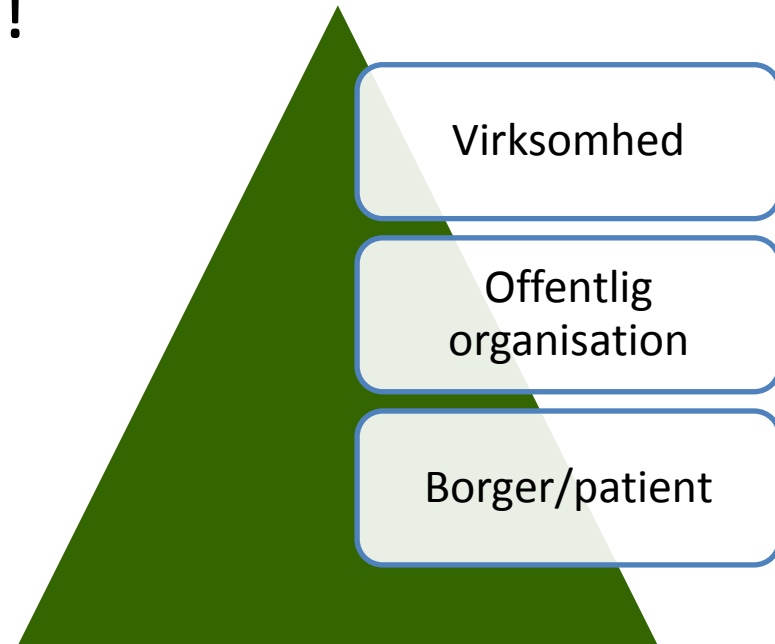 !
Virksomhed
Offentlig
organisation
Borger/patient